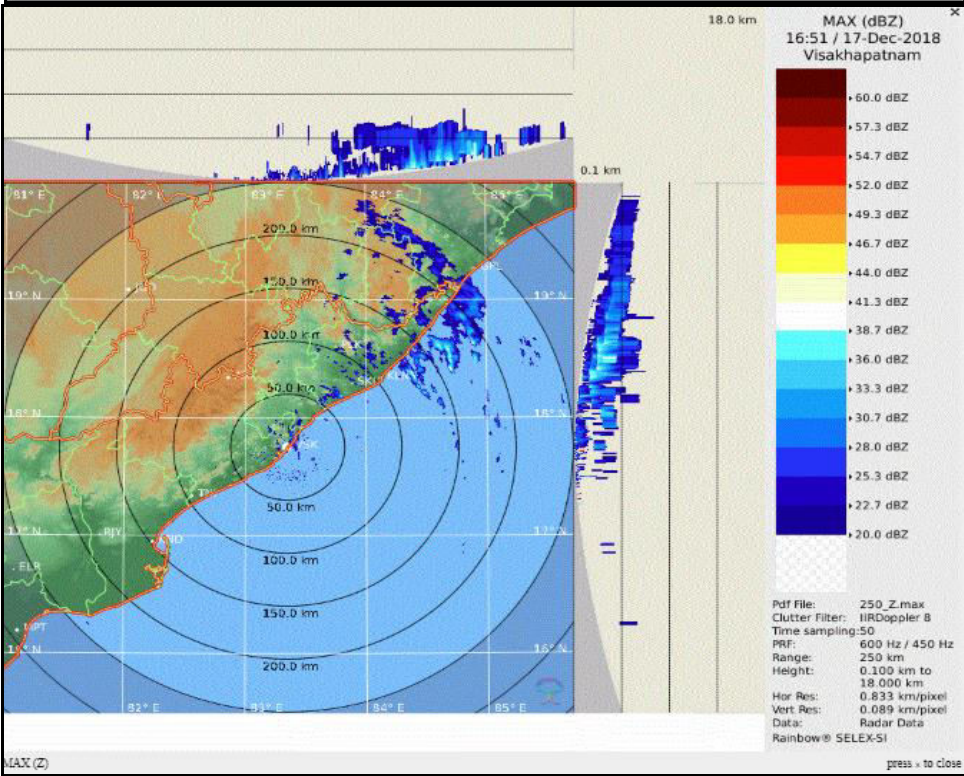 ×
18.0 km
MAX (dBZ)
16:51 / 17-Dec-2018
Visakhapatnam
60.0 dBZ
57.3 dBZ
54.7 dBZ
52.0 dBZ
49.3 dBZ
46.7 dBZ
44.0 dBZ
41.3 dBZ
38.7 dBZ
36.0 dBZ
33.3 dBZ
30.7 dBZ
28.0 dBZ
25.3 dBZ
22.7 dBZ
20.0 dBZ
0.1 km
81° E 82° E 83° E 84° E 85° E
200.0 km
150.0 km
19° N 19° N
100.0 km
50.0 km
18° N 18° N
50.0 km
17° N RJY 17° N
100.0 km
ELR
150.0 km
MPT
16° N 200.0 km 16° N
82° E 83° E 84° E 85° E
Pdf File: 250_Z.max
Clutter Filter: IIRDoppler 8
Time sampling:50
PRF: 600 Hz / 450 Hz
Range: 250 km
Height: 0.100 km to
18.000 km
Hor Res: 0.833 km/pixel
Vert Res: 0.089 km/pixel
Data: Radar Data
Rainbow® SELEX-SI
MAX (Z) press × to close